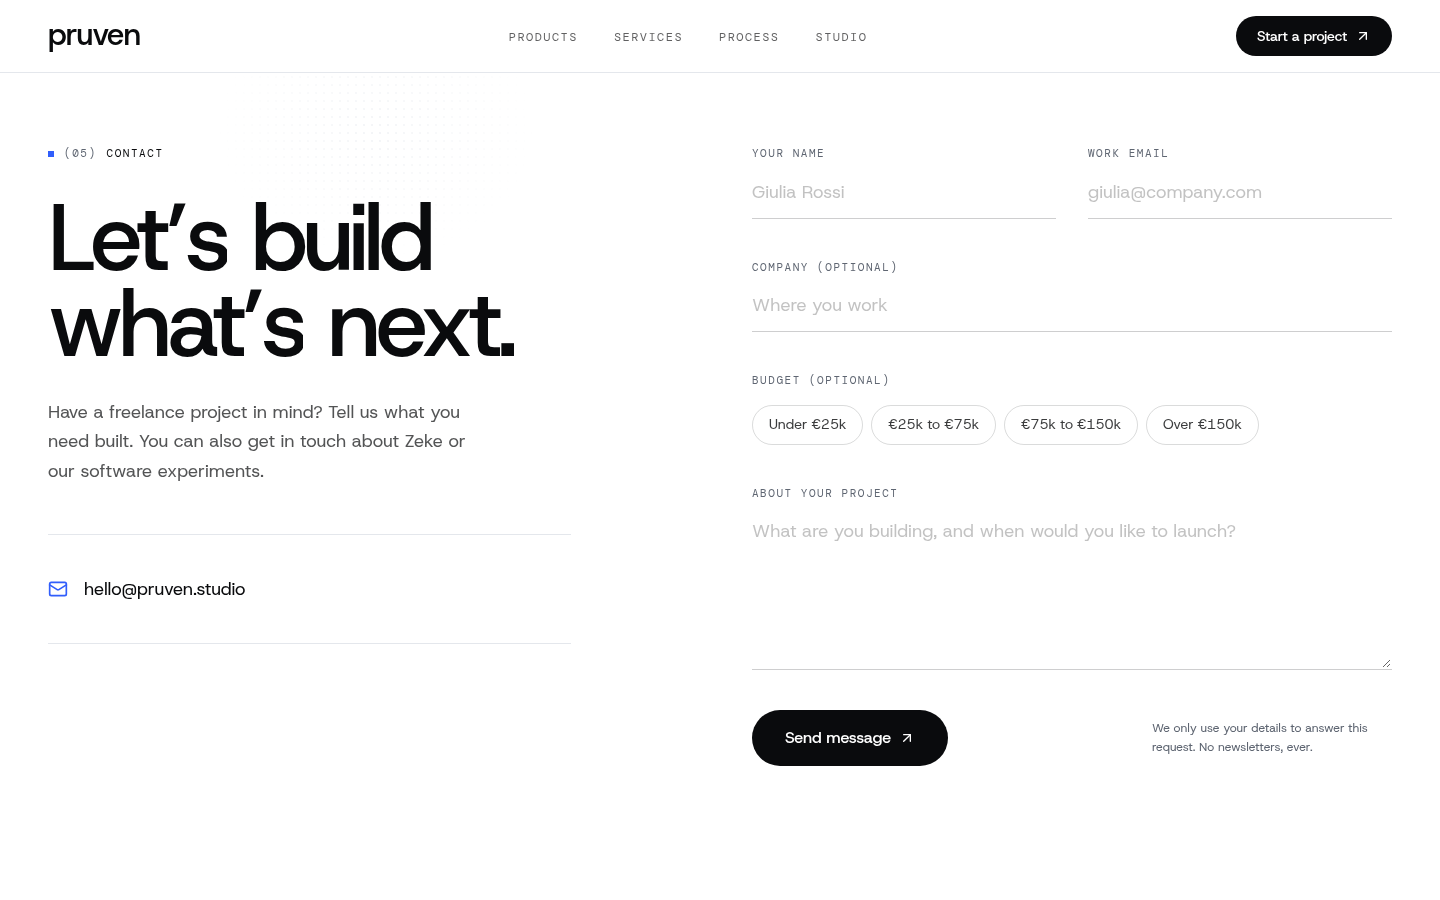 pruven
PRODUCTS
SERVICES
PROCESS
STUDIO
Start a project
(05) CONTACT
Let’s build
what’s next.
Have a freelance project in mind? Tell us what you
need built. You can also get in touch about Zeke or
our software experiments.
hello@pruven.studio
YOUR NAME
Giulia Rossi
WORK EMAIL
giulia@company.com
COMPANY (OPTIONAL)
Where you work
BUDGET (OPTIONAL)
Under €25k
€25k to €75k
€75k to €150k
Over €150k
ABOUT YOUR PROJECT
What are you building, and when would you like to launch?
Send message
We only use your details to answer this
request. No newsletters, ever.